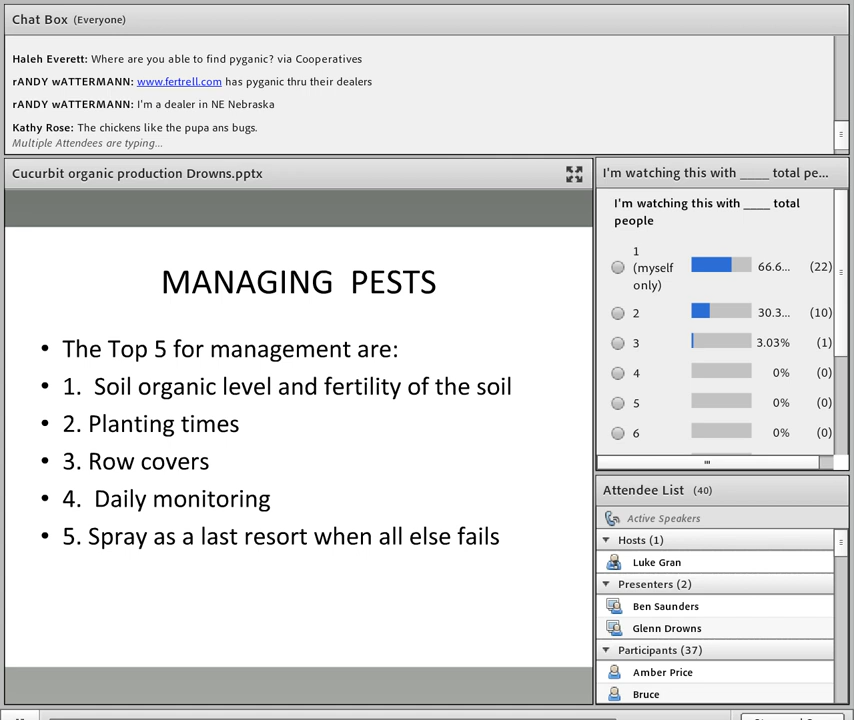 Chat Box (Everyone)
Haleh Everett: Where are you able to find pyganic? via Cooperatives
rANDY wATTERMANN: www.fertrell.com has pyganic thru their dealers
rANDY wATTERMANN: I'm a dealer in NE Nebraska
Kathy Rose: The chickens like the pupa ans bugs.
Multiple Attendees are typing...
Cucurbit organic production Drowns.pptx
MANAGING PESTS
• The Top 5 for management are:
• 1. Soil organic level and fertility of the soil
• 2. Planting times
• 3. Row covers
• 4. Daily monitoring
• 5. Spray as a last resort when all else fails
I'm watching this with ____ total pe...
I'm watching this with ____ total
people
1
(myself
only)
66.6... (22)
2 30.3... (10)
3 3.03% (1)
4 0% (0)
5 0% (0)
6 0% (0)
Attendee List (40)
Active Speakers
Hosts (1)
Luke Gran
Presenters (2)
Ben Saunders
Glenn Drowns
Participants (37)
Amber Price
Bruce